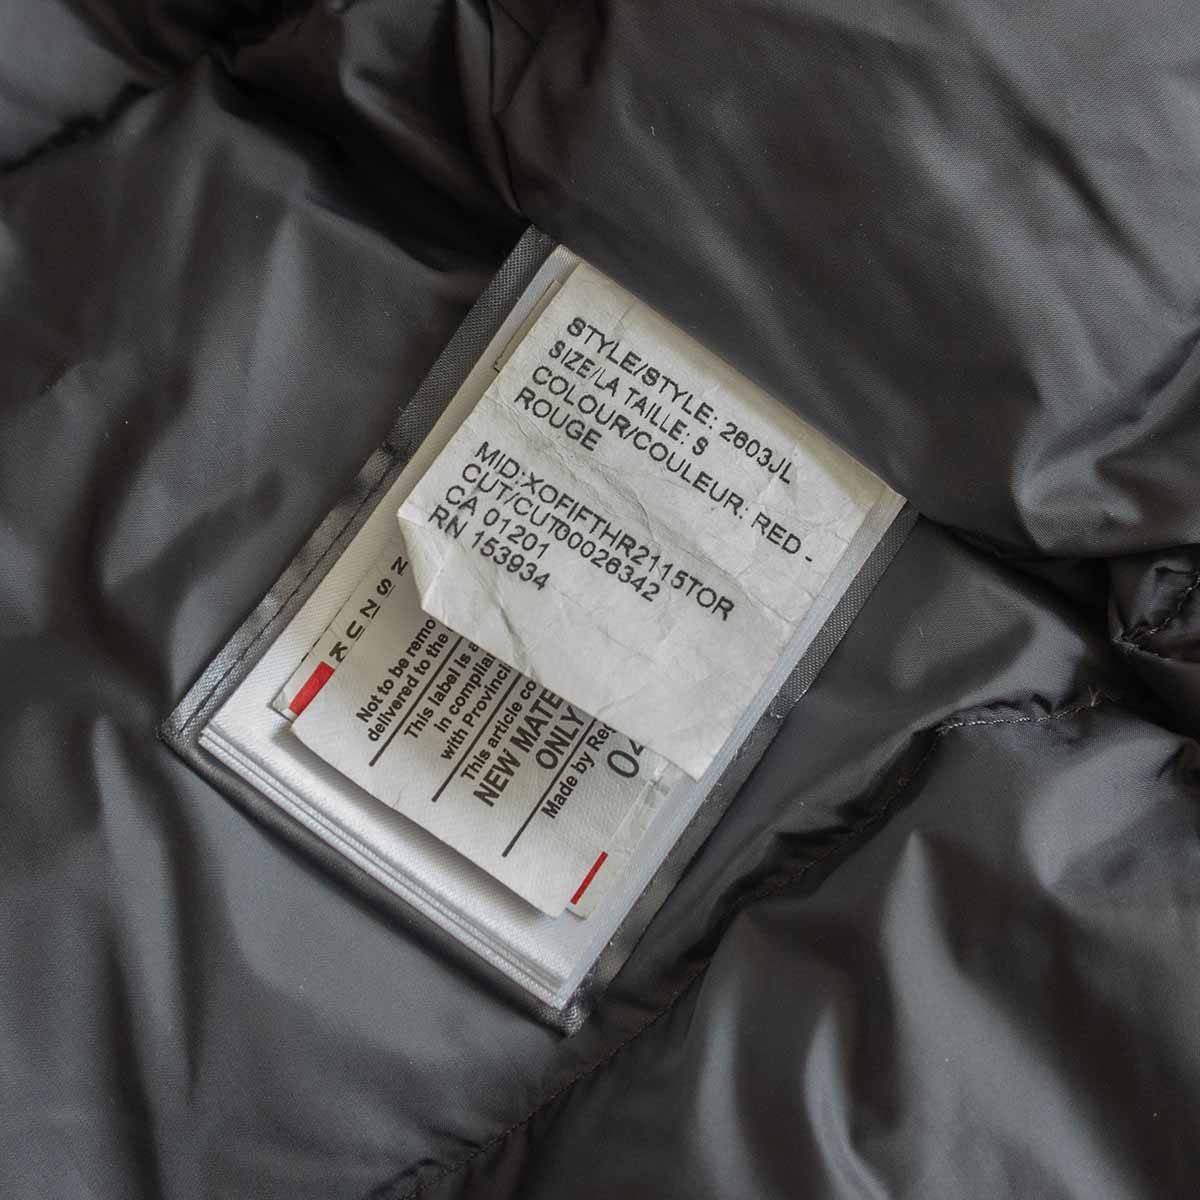 STYLE/STYLE: 2603JL
SIZE/LA TAILLE: S
COLOUR/COULEUR: RED -
ROUGE
MID:XOFIFTHR2115TOR
CUT/CUT00026342
CA 01201
RN 153934
N S N U K
Not to be remo
delivered to the
This label is a
In complian
with Provinci
This article co
NEW MATE
ONLY
Made by Reg
04